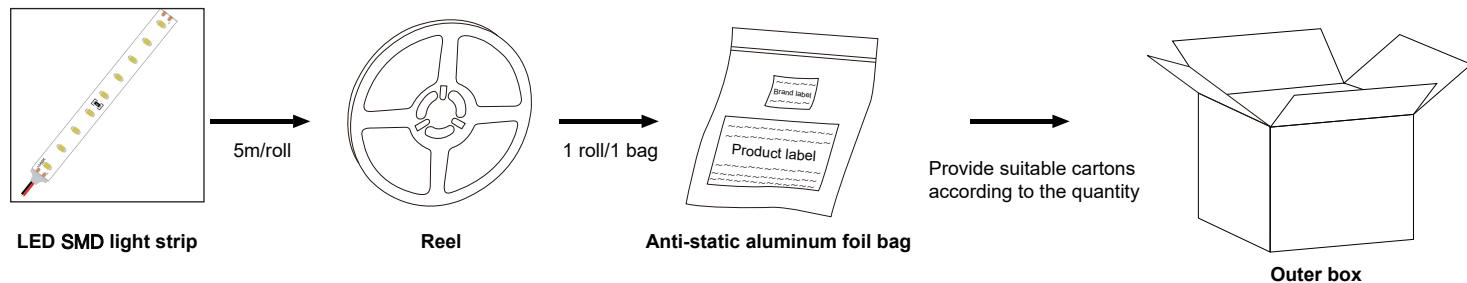 5m/roll
1 roll/1 bag
Brand label
Product label
Provide suitable cartons
according to the quantity
LED SMD light strip
Reel
Anti-static aluminum foil bag
Outer box